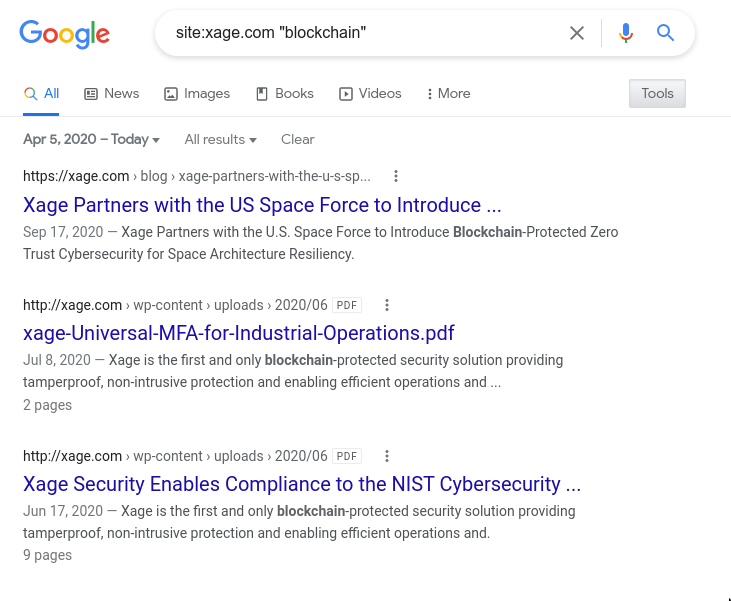 Google
site:xage.com "blockchain"
All News Images Books Videos More Tools
Apr 5, 2020 – Today All results Clear
https://xage.com › blog › xage-partners-with-the-u-s-sp...
Xage Partners with the US Space Force to Introduce ...
Sep 17, 2020 — Xage Partners with the U.S. Space Force to Introduce Blockchain-Protected Zero
Trust Cybersecurity for Space Architecture Resiliency.
http://xage.com › wp-content › uploads › 2020/06 PDF
xage-Universal-MFA-for-Industrial-Operations.pdf
Jul 8, 2020 — Xage is the first and only blockchain-protected security solution providing
tamperproof, non-intrusive protection and enabling efficient operations and ...
2 pages
http://xage.com › wp-content › uploads › 2020/06 PDF
Xage Security Enables Compliance to the NIST Cybersecurity ...
Jun 17, 2020 — Xage is the first and only blockchain-protected security solution providing
tamperproof, non-intrusive protection and enabling efficient operations and.
9 pages